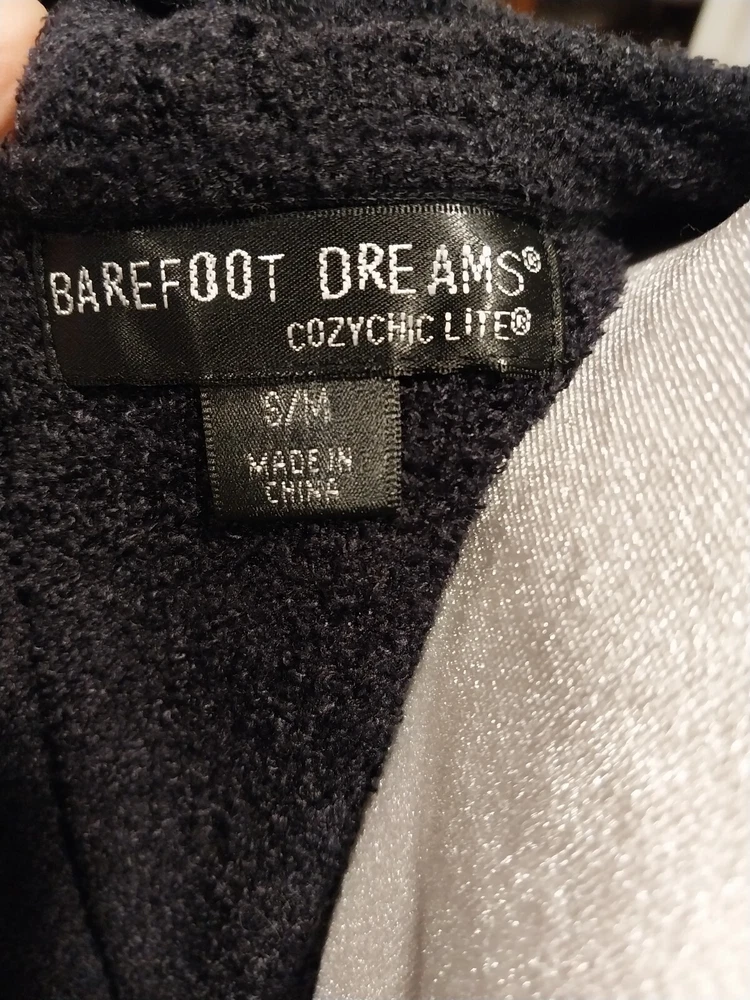 BAREFOOT DREAMS®
COZYCHIC LITE®
S/M
MADE IN
CHINA